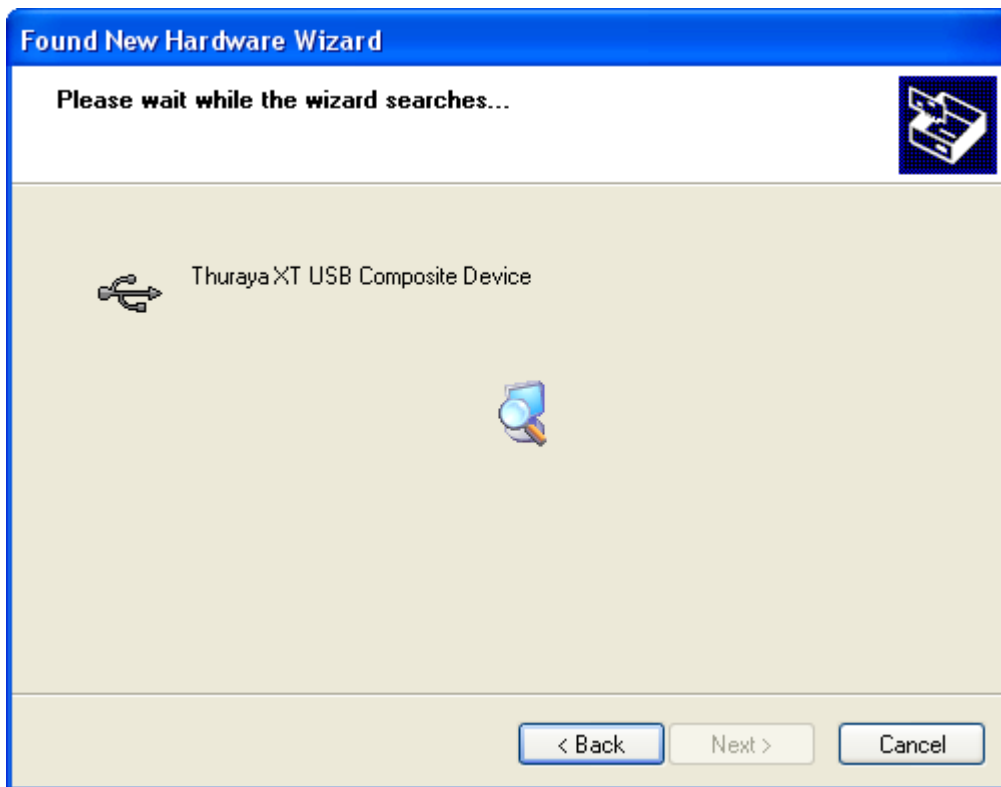 Found New Hardware Wizard
Please wait while the wizard searches...
Thuraya XT USB Composite Device
< Back
Next >
Cancel